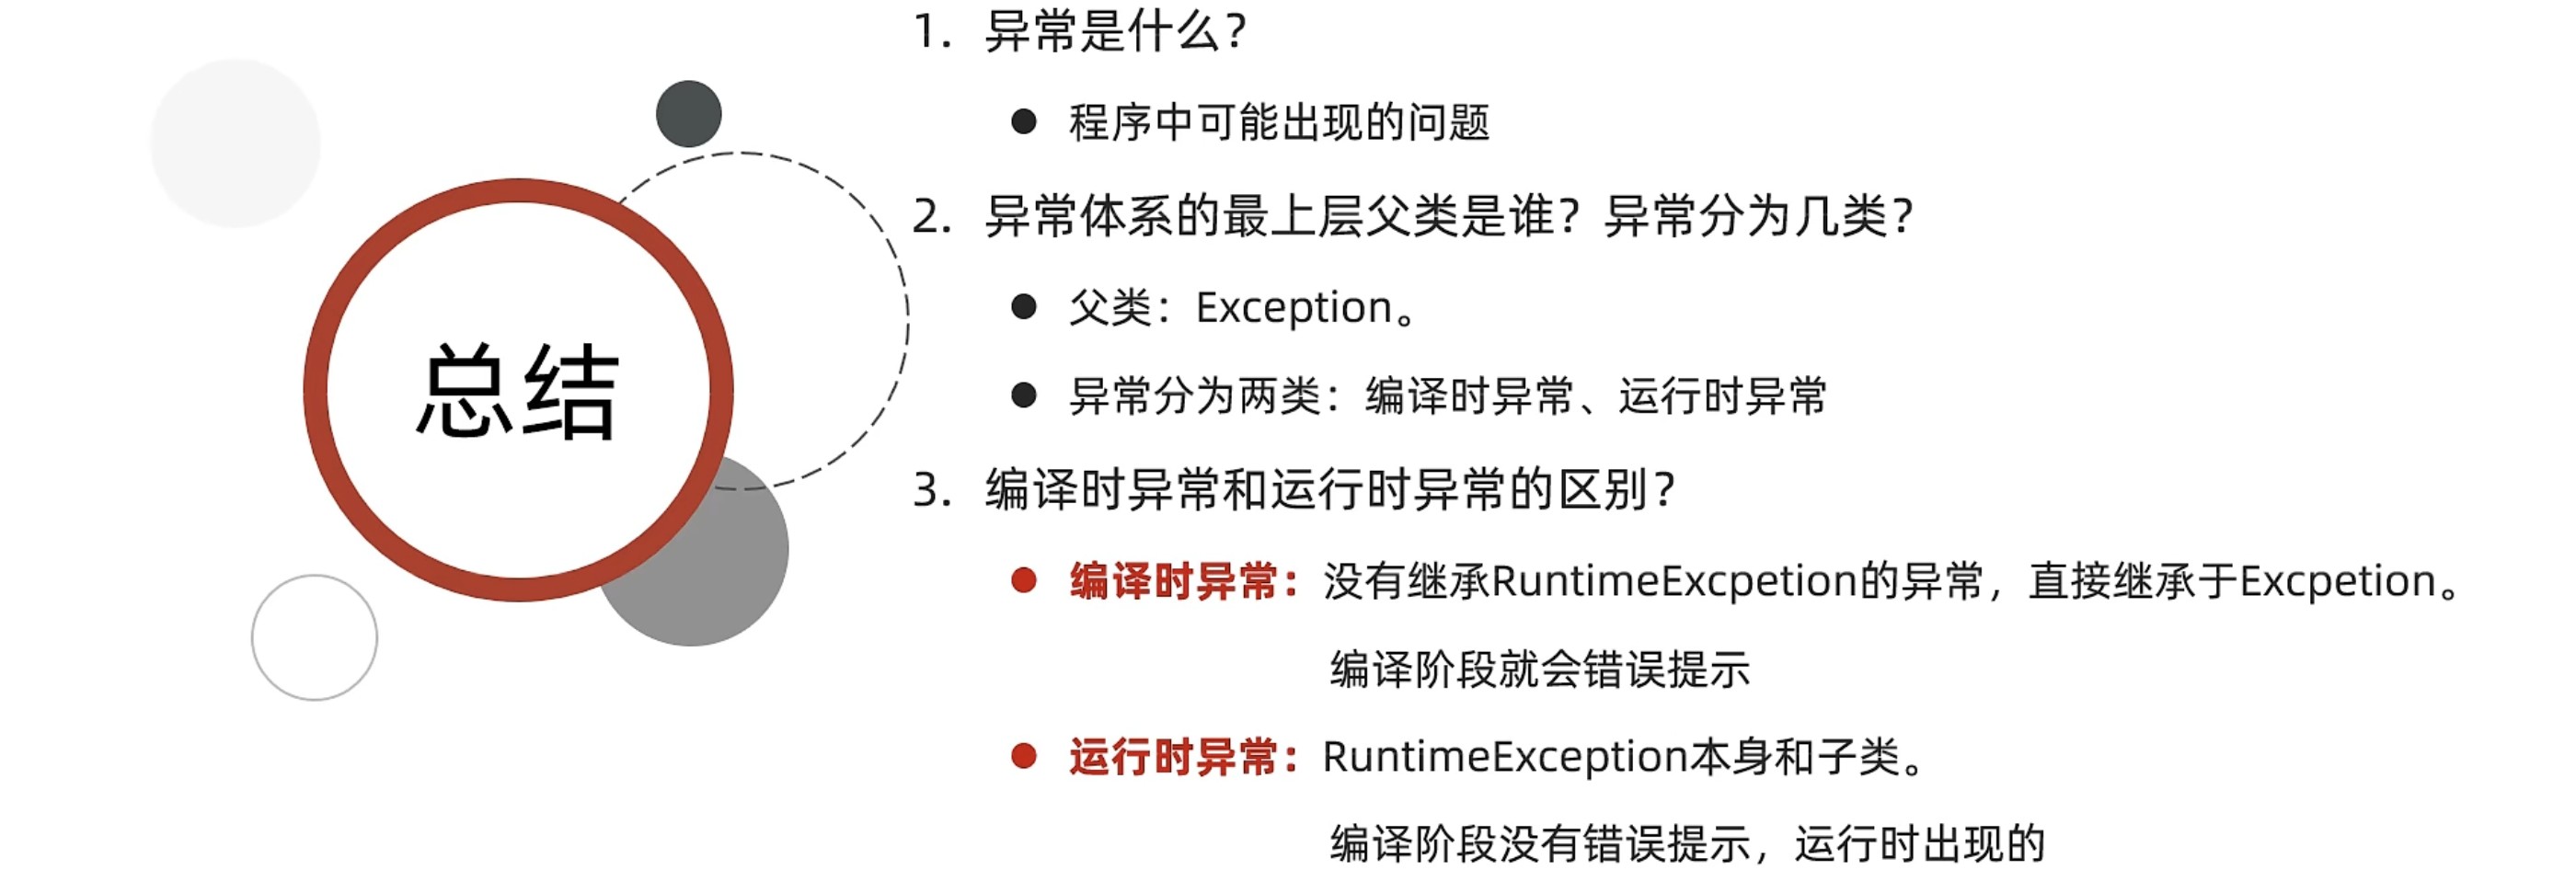 总结
1. 异常是什么？
● 程序中可能出现的问题
2. 异常体系的最上层父类是谁？异常分为几类？
● 父类：Exception。
● 异常分为两类：编译时异常、运行时异常
3. 编译时异常和运行时异常的区别？
● 编译时异常：没有继承RuntimeExcpetion的异常，直接继承于Excpetion。
编译阶段就会错误提示
● 运行时异常：RuntimeException本身和子类。
编译阶段没有错误提示，运行时出现的